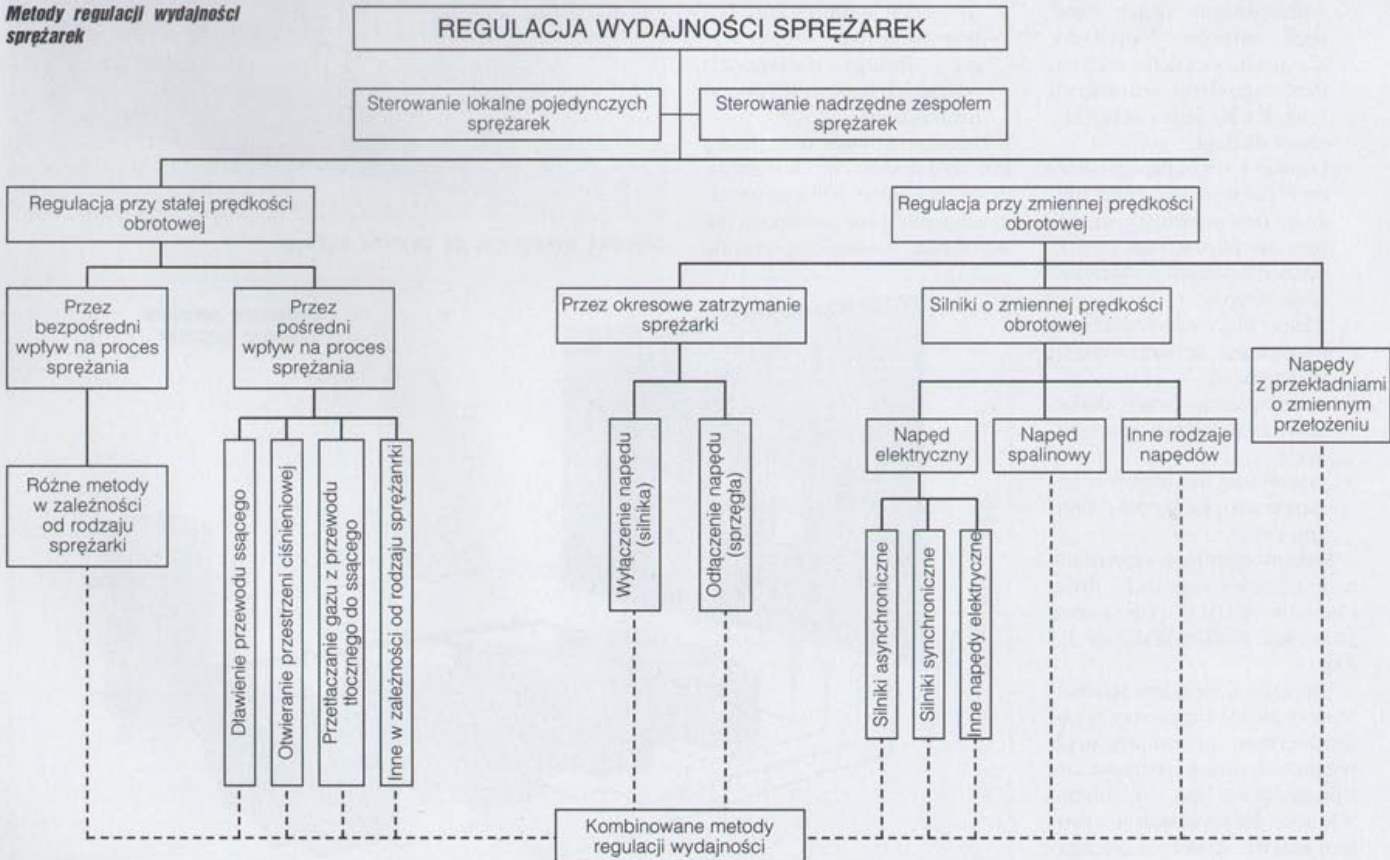 Metody regulacji wydajności
sprężarek
REGULACJA WYDAJNOŚCI SPRĘŻAREK
Sterowanie lokalne pojedynczych
sprężarek
Sterowanie nadrzędne zespołem
sprężarek
Regulacja przy stałej prędkości
obrotowej
Regulacja przy zmiennej prędkości
obrotowej
Przez
bezpośredni
wpływ na proces
sprężania
Przez
pośredni
wpływ na proces
sprężania
Przez okresowe zatrzymanie
sprężarki
Silniki o zmiennej prędkości
obrotowej
Napędy
z przekładniami
o zmiennym
przełożeniu
Różne metody
w zależności
od rodzaju
sprężarki
Dławienie przewodu ssącego
Otwieranie przestrzeni ciśnieniowej
Przetłaczanie gazu z przewodu
tłocznego do ssącego
Inne w zależności od rodzaju sprężanrki
Wyłączenie napędu
(silnika)
Odłączenie napędu
(sprzęgła)
Napęd
elektryczny
Napęd
spalinowy
Inne rodzaje
napędów
Silniki asynchroniczne
Silniki synchroniczne
Inne napędy elektryczne
Kombinowane metody
regulacji wydajności